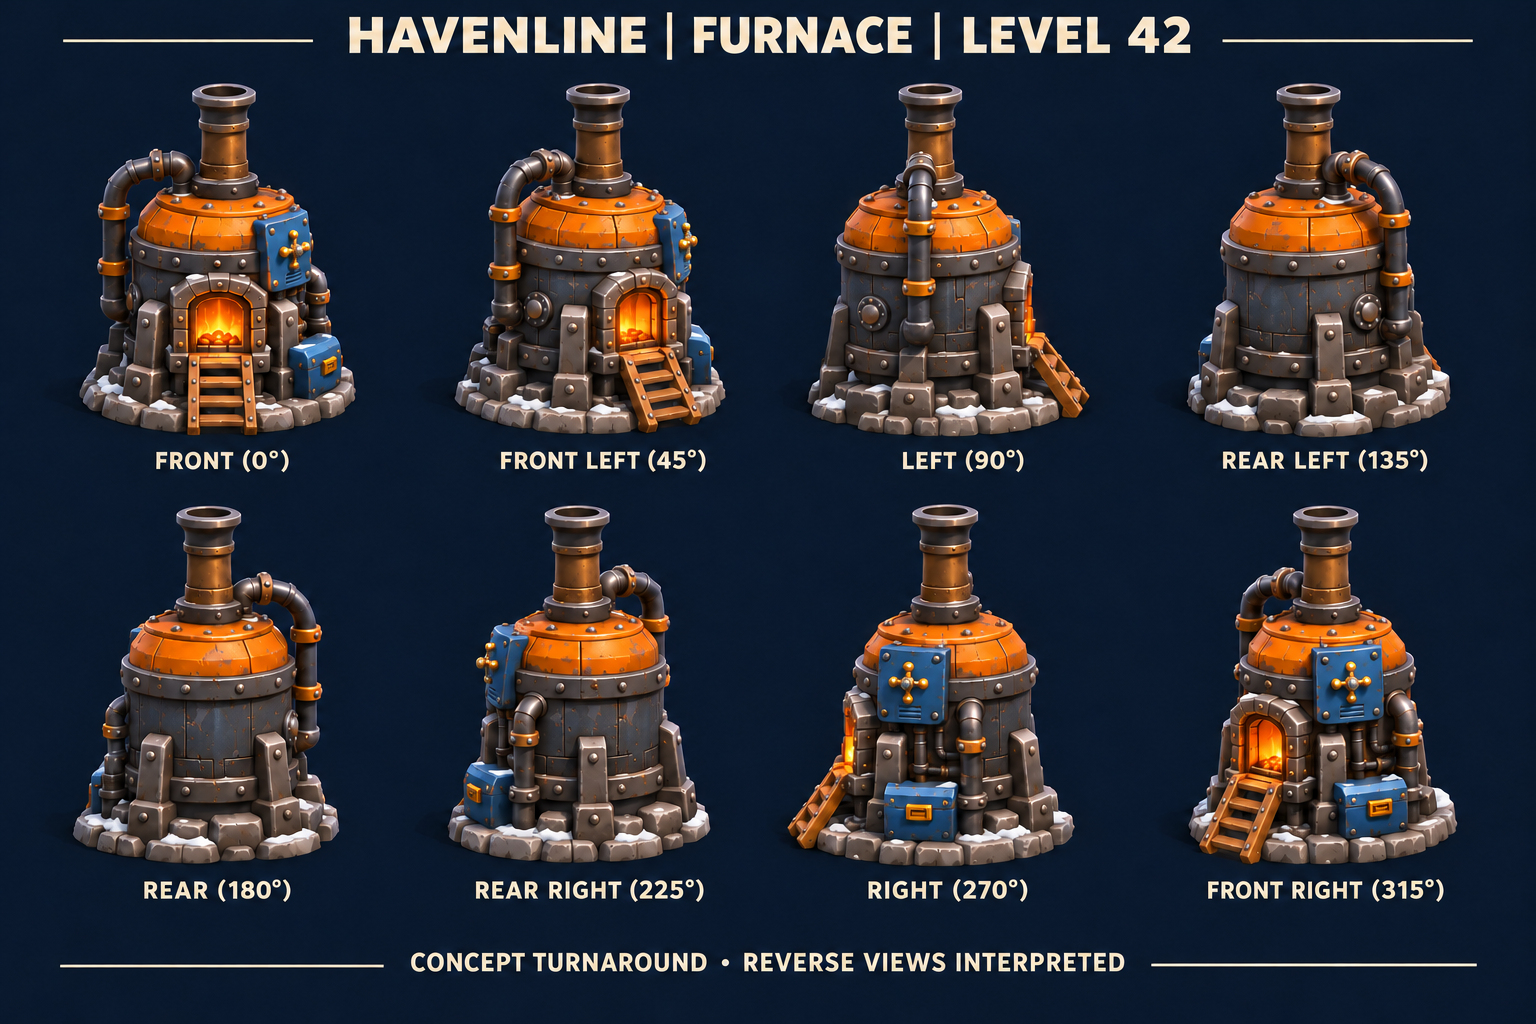 HAVENLINE | FURNACE | LEVEL 42
FRONT (0°)
FRONT LEFT (45°)
LEFT (90°)
REAR LEFT (135°)
REAR (180°)
REAR RIGHT (225°)
RIGHT (270°)
FRONT RIGHT (315°)
CONCEPT TURNAROUND • REVERSE VIEWS INTERPRETED